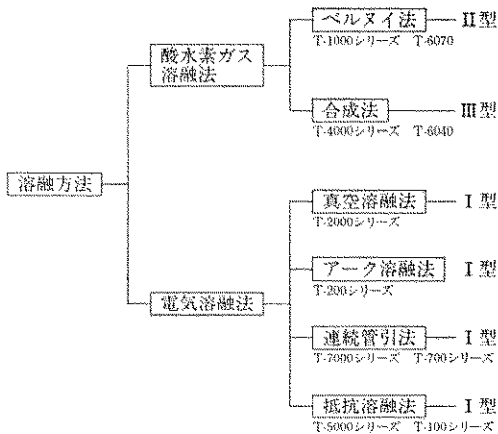 ベルヌイ法 II型
T-1000シリーズ T-6070
酸水素ガス
溶融法
合成法 III型
T-4000シリーズ T-6040
溶融方法
真空溶融法 I型
T-2000シリーズ
アーク溶融法 I型
T-200シリーズ
電気溶融法
連続管引法 I型
T-7000シリーズ T-700シリーズ
抵抗溶融法 I型
T-5000シリーズ T-100シリーズ